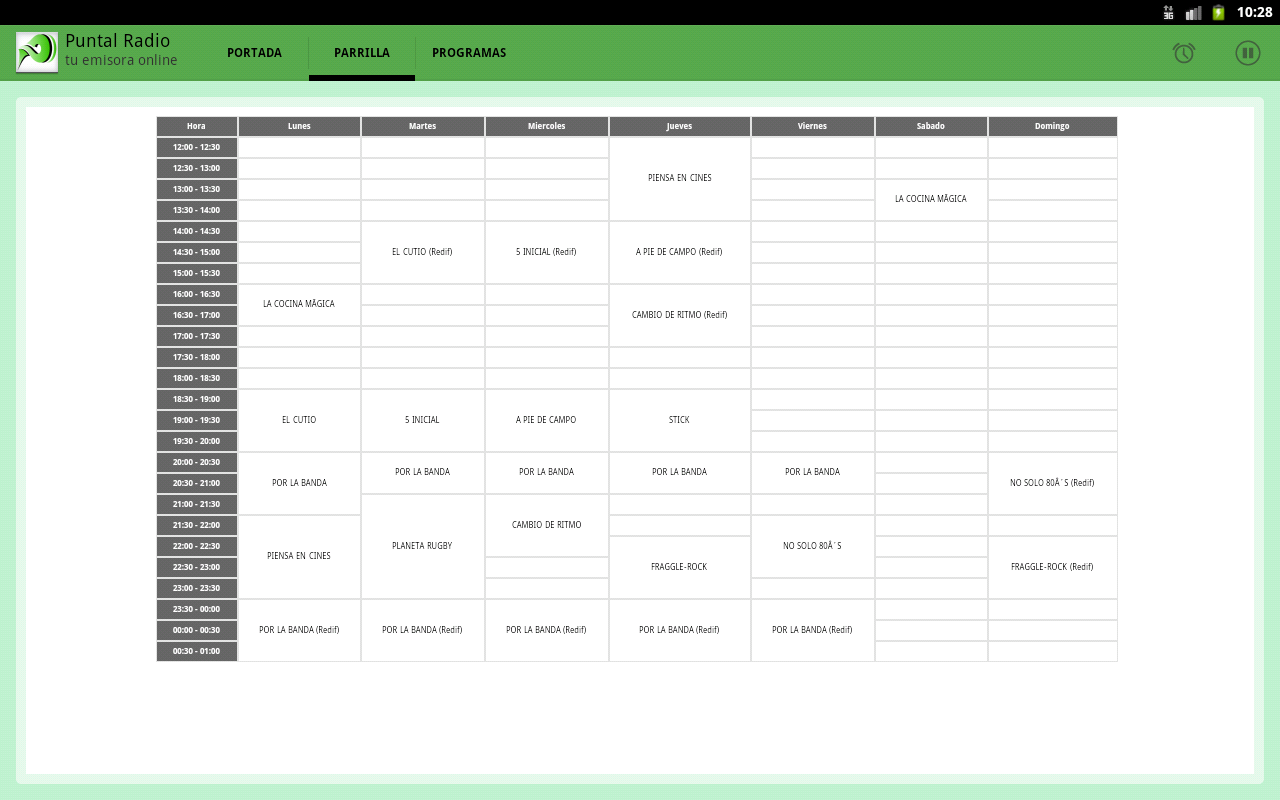 3G 10:28
Puntal Radio
tu emisora online
PORTADA PARRILLA PROGRAMAS
Hora Lunes Martes Miercoles Jueves Viernes Sabado Domingo
12:00 - 12:30
12:30 - 13:00
PIENSA EN CINES
13:00 - 13:30
LA COCINA MÃGICA
13:30 - 14:00
14:00 - 14:30
14:30 - 15:00 EL CUTIO (Redif) 5 INICIAL (Redif) A PIE DE CAMPO (Redif)
15:00 - 15:30
16:00 - 16:30
LA COCINA MÃGICA
16:30 - 17:00 CAMBIO DE RITMO (Redif)
17:00 - 17:30
17:30 - 18:00
18:00 - 18:30
18:30 - 19:00
19:00 - 19:30 EL CUTIO 5 INICIAL A PIE DE CAMPO STICK
19:30 - 20:00
20:00 - 20:30
POR LA BANDA POR LA BANDA POR LA BANDA POR LA BANDA
20:30 - 21:00 POR LA BANDA NO SOLO 80Â´S (Redif)
21:00 - 21:30
21:30 - 22:00 CAMBIO DE RITMO
22:00 - 22:30 PLANETA RUGBY NO SOLO 80Â´S
PIENSA EN CINES
22:30 - 23:00 FRAGGLE-ROCK FRAGGLE-ROCK (Redif)
23:00 - 23:30
23:30 - 00:00
00:00 - 00:30 POR LA BANDA (Redif) POR LA BANDA (Redif) POR LA BANDA (Redif) POR LA BANDA (Redif) POR LA BANDA (Redif)
00:30 - 01:00